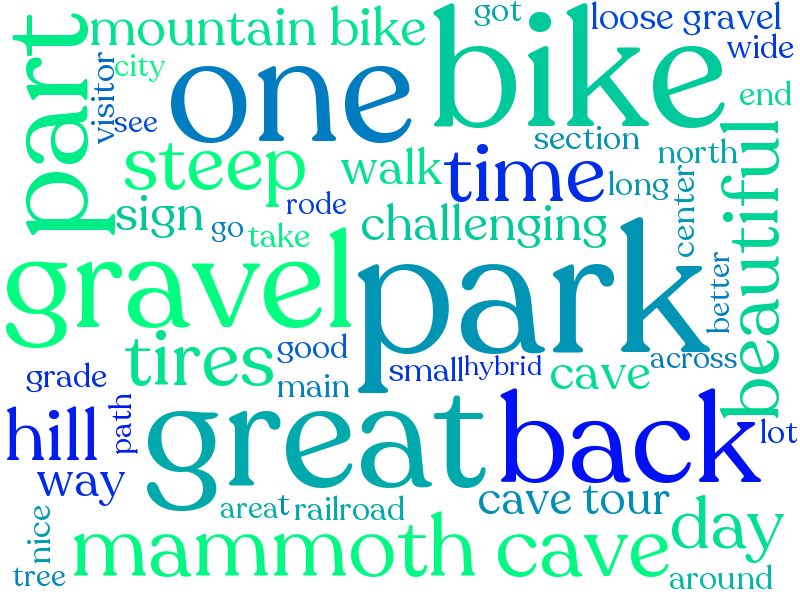 got
loose gravel
mountain bike
wide
part
one
bike
city
visitor
see
end
section
north
steep
walk
time
long
beautiful
sign
go
rode
take
challenging
center
gravel
park
better
tires
good
main
small
hybrid
cave
across
grade
hill
path
great
back
lot
way
cave tour
areat
railroad
nice
mammoth cave
day
tree
around